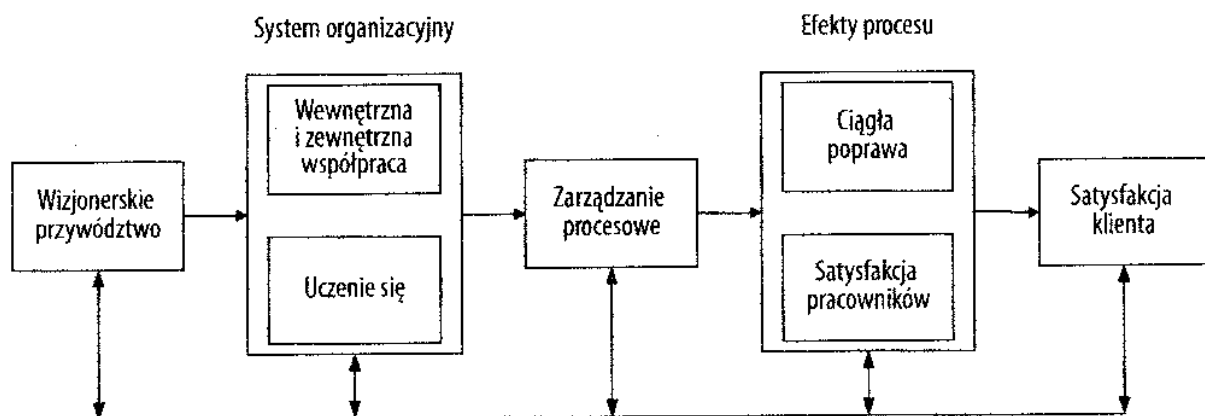 System organizacyjny
Efekty procesu
Wizjonerskie
przywództwo
Wewnętrzna
i zewnętrzna
współpraca
Uczenie się
Zarządzanie
procesowe
Ciągła
poprawa
Satysfakcja
pracowników
Satysfakcja
klienta